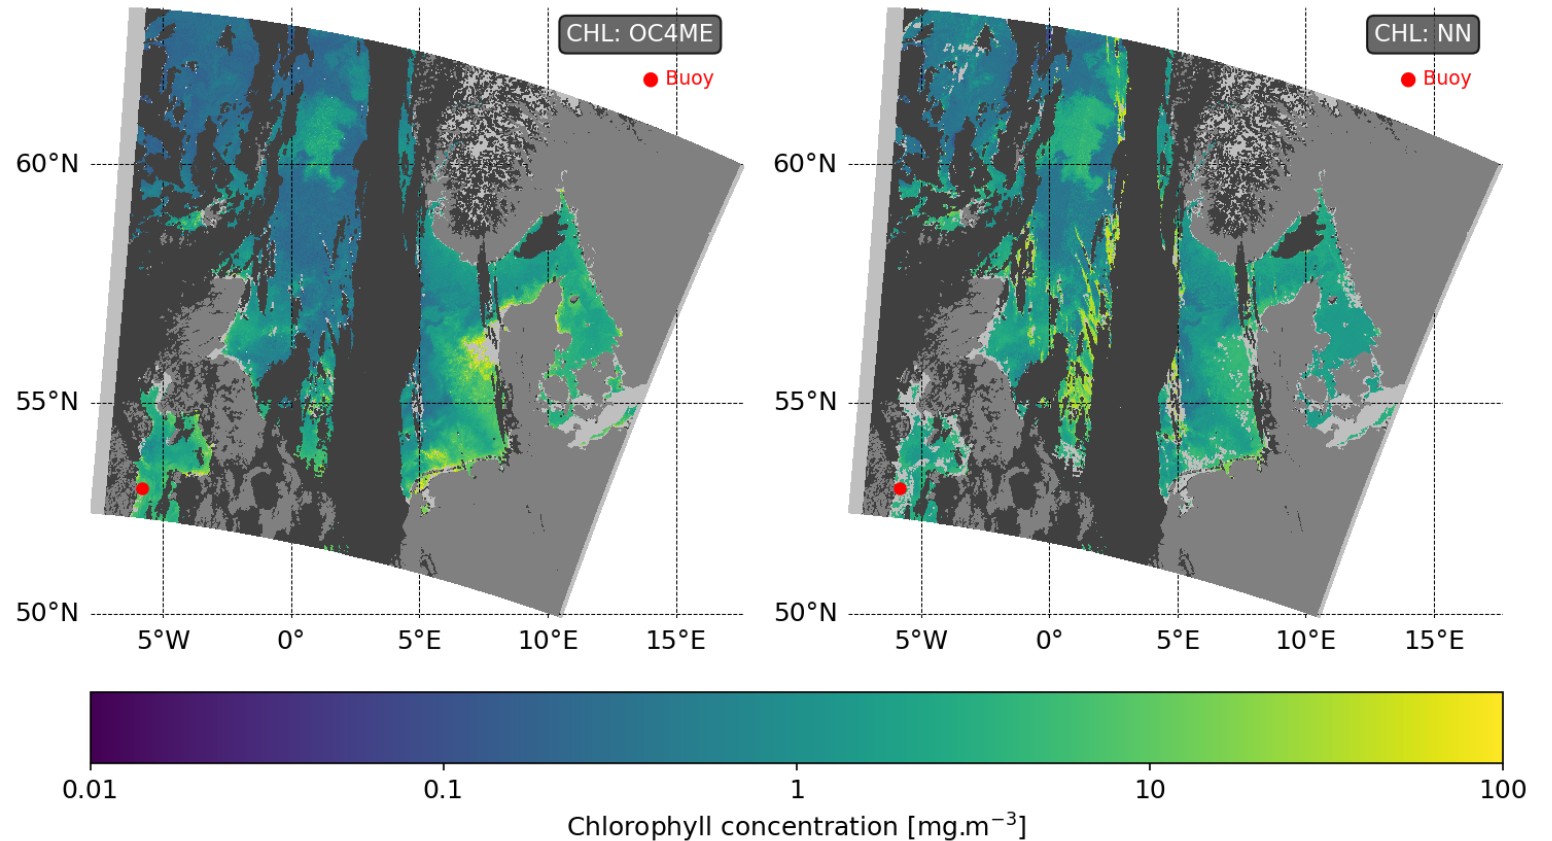 CHL: OC4ME
CHL: NN
Buoy
Buoy
60°N
60°N
55°N
55°N
50°N
50°N
5°W 0° 5°E 10°E 15°E
5°W 0° 5°E 10°E 15°E
0.01 0.1 1 10 100
Chlorophyll concentration [mg.m⁻³]